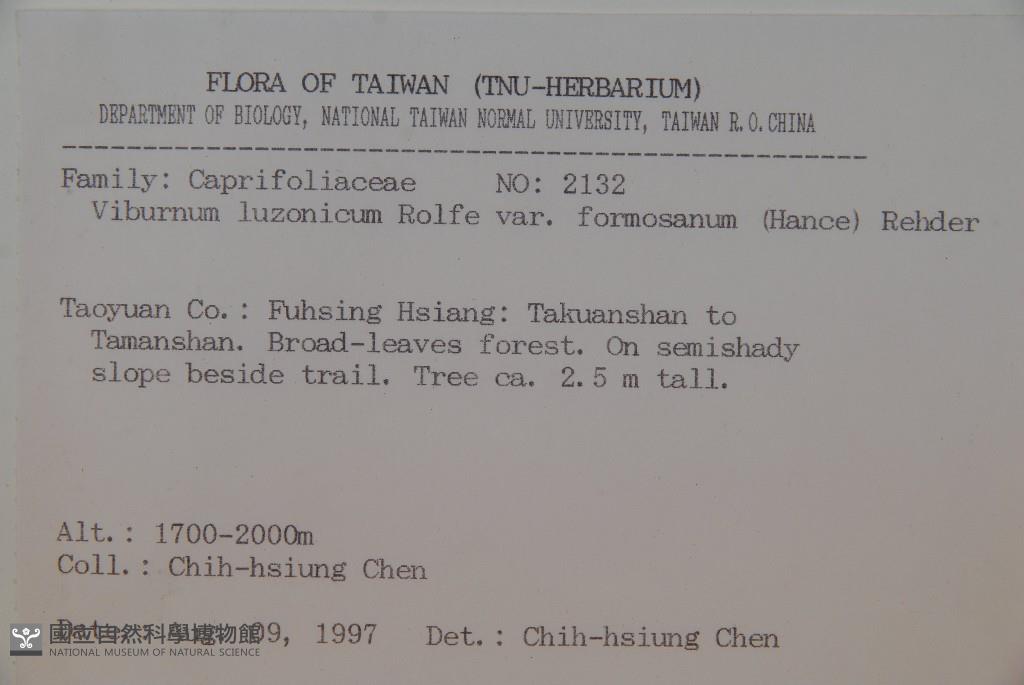 FLORA OF TAIWAN (TNU-HERBARIUM)
DEPARTMENT OF BIOLOGY, NATIONAL TAIWAN NORMAL UNIVERSITY, TAIWAN R.O.CHINA
Family: Caprifoliaceae NO: 2132
Viburnum luzonicum Rolfe var. formosanum (Hance) Rehder
Taoyuan Co.: Fuhsing Hsiang: Takuanshan to
Tamanshan. Broad-leaves forest. On semishady
slope beside trail. Tree ca. 2.5 m tall.
Alt.: 1700-2000m
Coll.: Chih-hsiung Chen
Date: 09, 1997 Det.: Chih-hsiung Chen
國立自然科學博物館
NATIONAL MUSEUM OF NATURAL SCIENCE